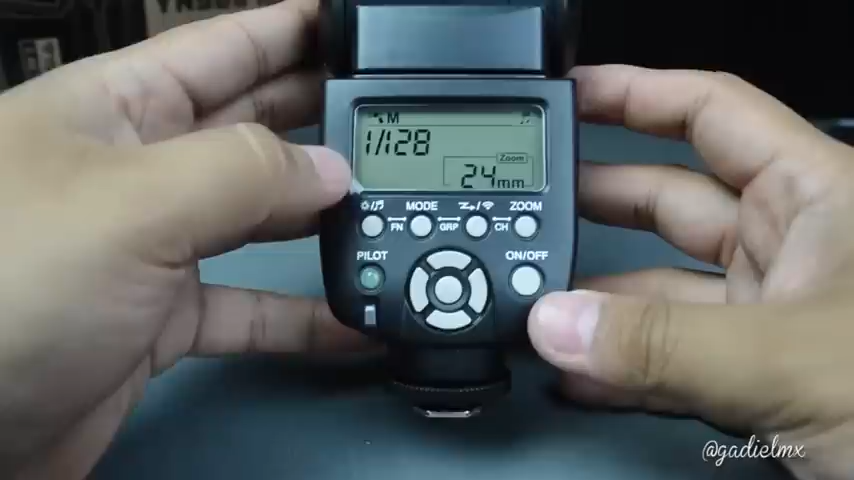 M
1/128
Zoom
24mm
MODE
ZOOM
FN
GRP
CH
PILOT
ON/OFF
@gadielmx